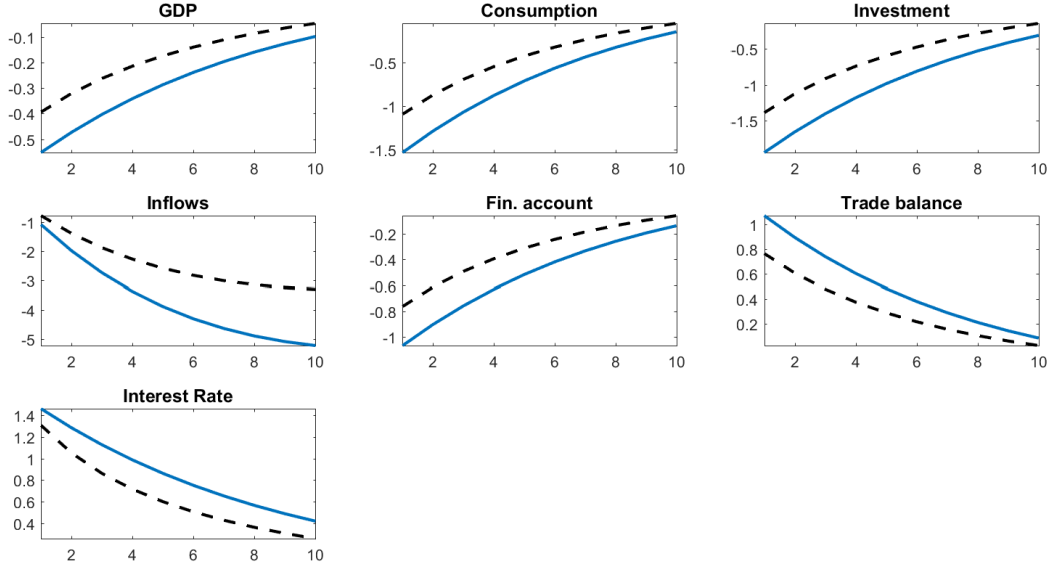 GDP
-0.1
-0.2
-0.3
-0.4
-0.5
2 4 6 8 10
Consumption
-0.5
-1
-1.5
2 4 6 8 10
Investment
-0.5
-1
-1.5
2 4 6 8 10
Inflows
-1
-2
-3
-4
-5
2 4 6 8 10
Fin. account
-0.2
-0.4
-0.6
-0.8
-1
2 4 6 8 10
Trade balance
1
0.8
0.6
0.4
0.2
2 4 6 8 10
Interest Rate
1.4
1.2
1
0.8
0.6
0.4
2 4 6 8 10